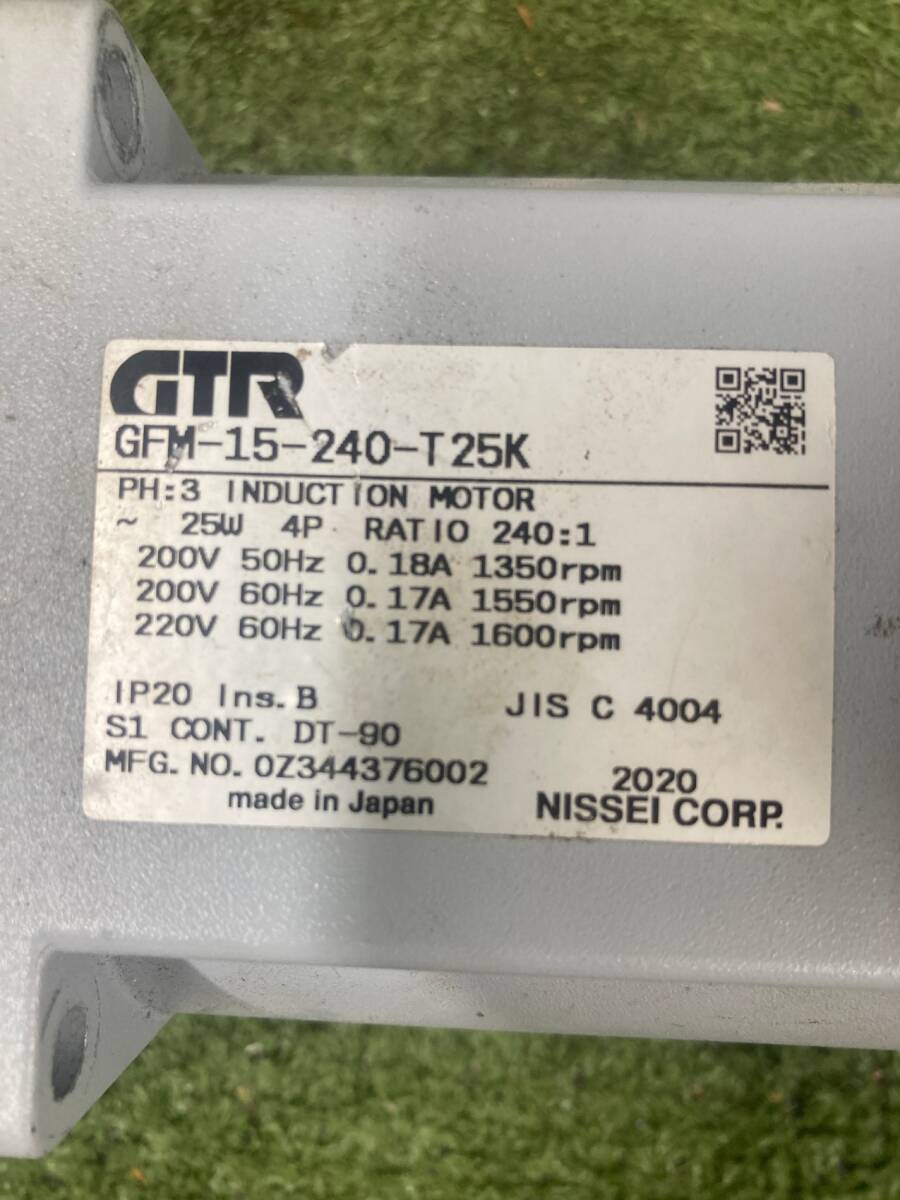 GTR
GFM-15-240-T25K
PH:3 INDUCTION MOTOR
~ 25W 4P RATIO 240:1
200V 50Hz 0.18A 1350rpm
200V 60Hz 0.17A 1550rpm
220V 60Hz 0.17A 1600rpm
IP20 Ins.B JIS C 4004
S1 CONT. DT-90
MFG.NO.0Z344376002 2020
made in Japan NISSEI CORP.